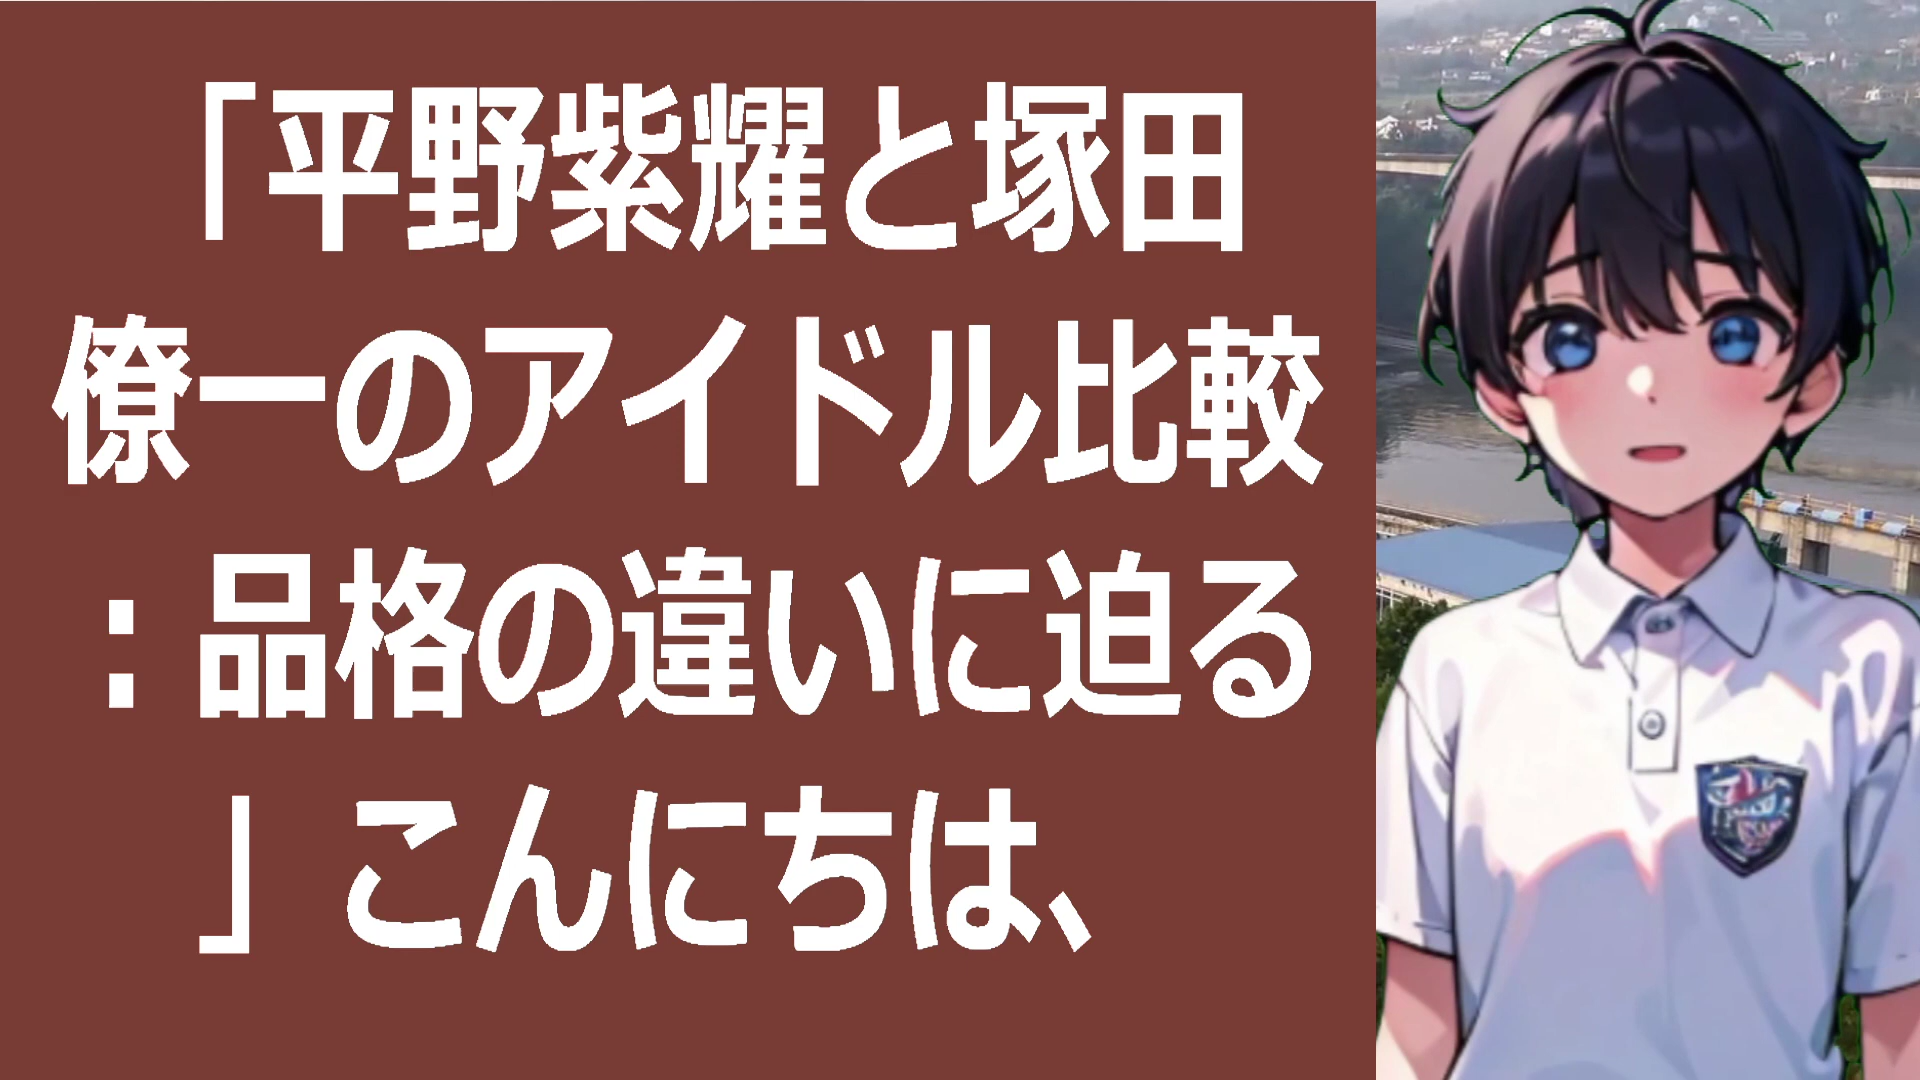 「平野紫耀と塚田
僚一のアイドル比較
：品格の違いに迫る
」こんにちは、